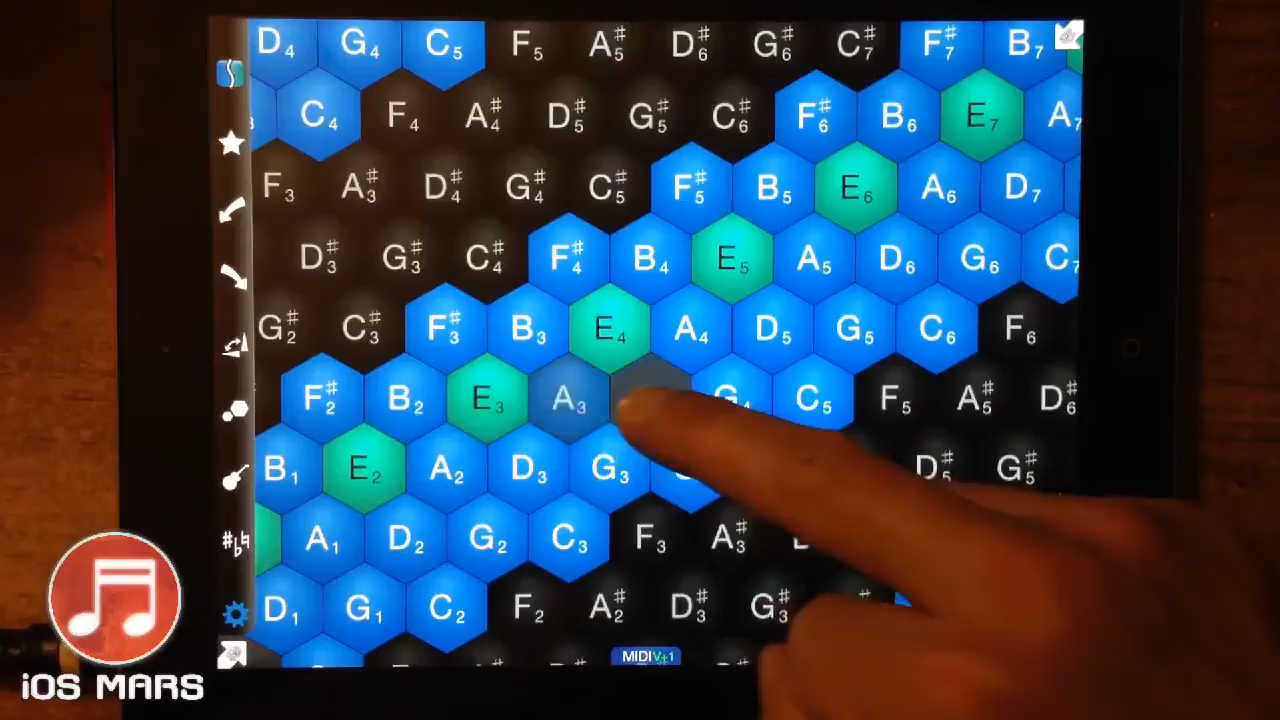 D4 G4 C5 F5 A♯5 D♯6 G♯6 C♯7 F♯7 B7
3 C4 F4 A♯4 D♯5 G♯5 C♯6 F♯6 B6 E7 A7
F3 A♯3 D♯4 G♯4 C♯5 F♯5 B5 E6 A6 D7
D♯3 G♯3 C♯4 F♯4 B4 E5 A5 D6 G6 C7
G♯2 C♯3 F♯3 B3 E4 A4 D5 G5 C6 F6
F♯2 B2 E3 A3 G4 C5 F5 A♯5 D♯6
B1 E2 A2 D3 G3 D♯5 G♯5
♯♭♮ A1 D2 G2 C3 F3 A♯3
D1 G1 C2 F2 A♯2 D♯3 G♯3 ♯
MIDI V+1
iOS MARS